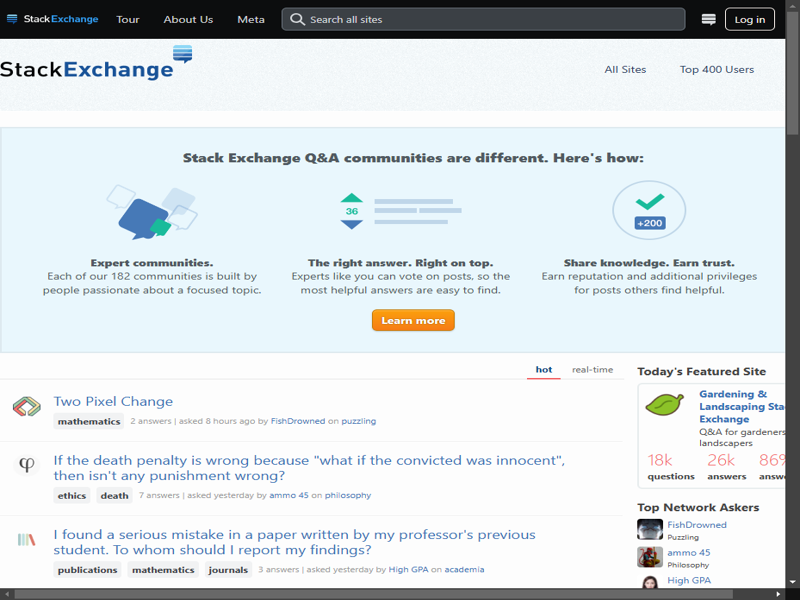 StackExchange Tour About Us Meta Search all sites Log in
StackExchange
All Sites Top 400 Users
Stack Exchange Q&A communities are different. Here's how:
36
+200
Expert communities.
Each of our 182 communities is built by
people passionate about a focused topic.
The right answer. Right on top.
Experts like you can vote on posts, so the
most helpful answers are easy to find.
Share knowledge. Earn trust.
Earn reputation and additional privileges
for posts others find helpful.
Learn more
hot real-time
Two Pixel Change
mathematics 2 answers | asked 8 hours ago by FishDrowned on puzzling
φ
If the death penalty is wrong because "what if the convicted was innocent",
then isn't any punishment wrong?
ethics death 7 answers | asked yesterday by ammo 45 on philosophy
I found a serious mistake in a paper written by my professor's previous
student. To whom should I report my findings?
publications mathematics journals 3 answers | asked yesterday by High GPA on academia
Today's Featured Site
Gardening &
Landscaping Sta
Exchange
Q&A for gardeners
landscapers
18k 26k 869
questions answers answ
Top Network Askers
FishDrowned
Puzzling
ammo 45
Philosophy
High GPA